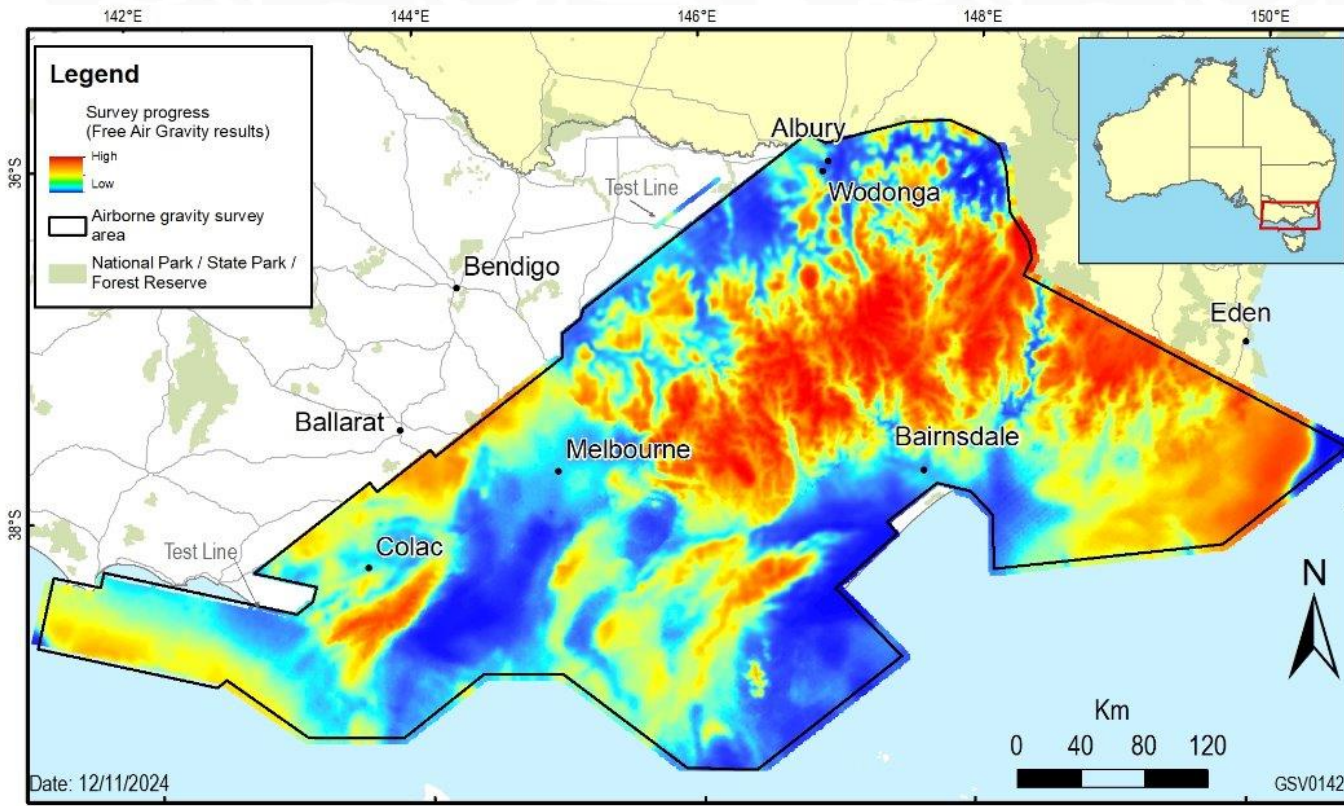 142°E
144°E
146°E
148°E
150°E
36°S
38°S
Legend
Survey progress
(Free Air Gravity results)
High
Low
Airborne gravity survey
area
National Park / State Park /
Forest Reserve
Albury
Wodonga
Test Line
Bendigo
Eden
Ballarat
Melbourne
Bairnsdale
Test Line
Colac
N
Km
0 40 80 120
Date: 12/11/2024
GSV0142